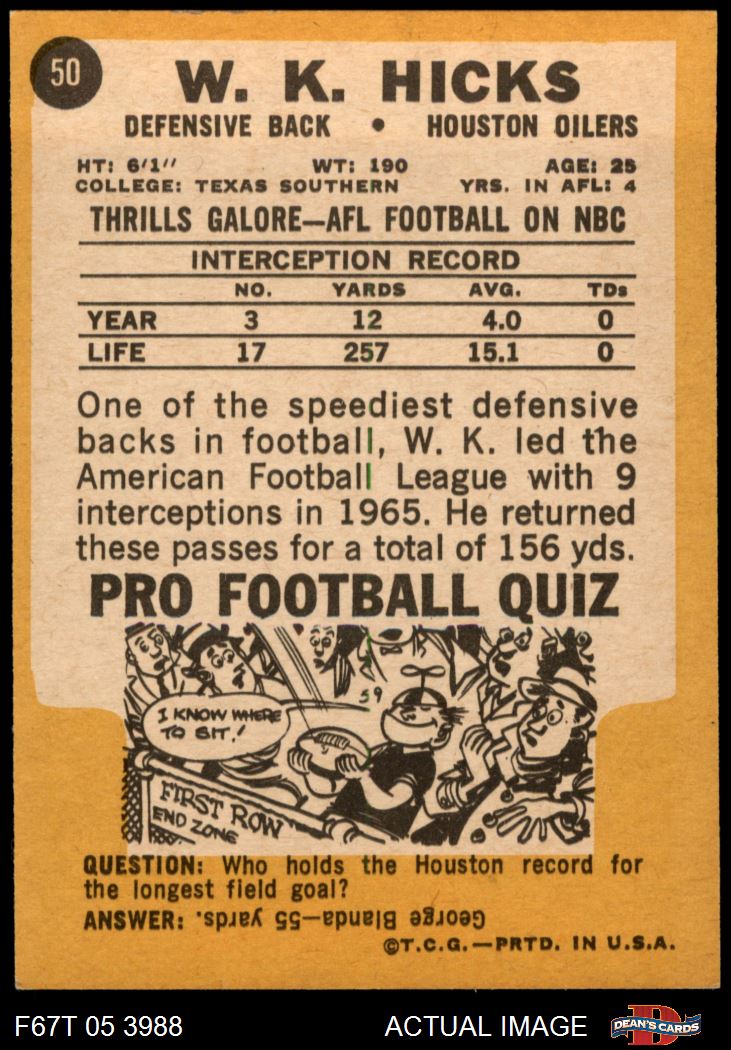 50
W. K. HICKS
DEFENSIVE BACK • HOUSTON OILERS
HT: 6'1" WT: 190 AGE: 25
COLLEGE: TEXAS SOUTHERN YRS. IN AFL: 4
THRILLS GALORE—AFL FOOTBALL ON NBC
INTERCEPTION RECORD
NO. YARDS AVG. TDs
YEAR 3 12 4.0 0
LIFE 17 257 15.1 0
One of the speediest defensive
backs in football, W. K. led the
American Football League with 9
interceptions in 1965. He returned
these passes for a total of 156 yds.
PRO FOOTBALL QUIZ
59
I KNOW WHERE
TO SIT!
FIRST ROW
END ZONE
QUESTION: Who holds the Houston record for
the longest field goal?
ANSWER: George Blanda—55 yards.
©T.C.G.—PRTD. IN U.S.A.
F67T 05 3988 ACTUAL IMAGE D
DEAN'S CARDS